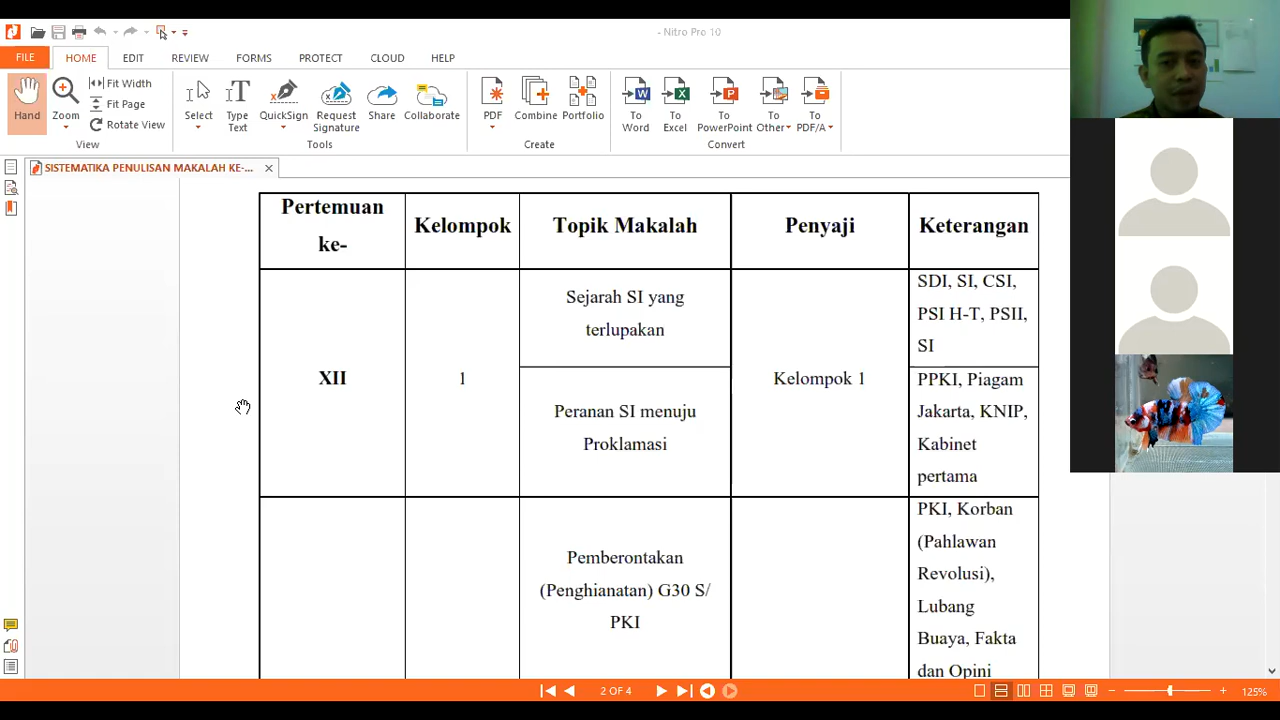 - Nitro Pro 10
FILE HOME EDIT REVIEW FORMS PROTECT CLOUD HELP
Hand
Zoom
Fit Width
Fit Page
Rotate View
View
Select
Type
Text
QuickSign
Request
Signature
Share
Collaborate
Tools
PDF
Combine
Portfolio
Create
To
Word
To
Excel
To
PowerPoint
To
Other
To
PDF/A
Convert
SISTEMATIKA PENULISAN MAKALAH KE-...
Pertemuan
ke-
Kelompok
Topik Makalah
Penyaji
Keterangan
XII
1
Sejarah SI yang
terlupakan
Kelompok 1
SDI, SI, CSI,
PSI H-T, PSII,
SI
Peranan SI menuju
Proklamasi
PPKI, Piagam
Jakarta, KNIP,
Kabinet
pertama
Pemberontakan
(Penghianatan) G30 S/
PKI
PKI, Korban
(Pahlawan
Revolusi),
Lubang
Buaya, Fakta
dan Opini
2 OF 4
125%